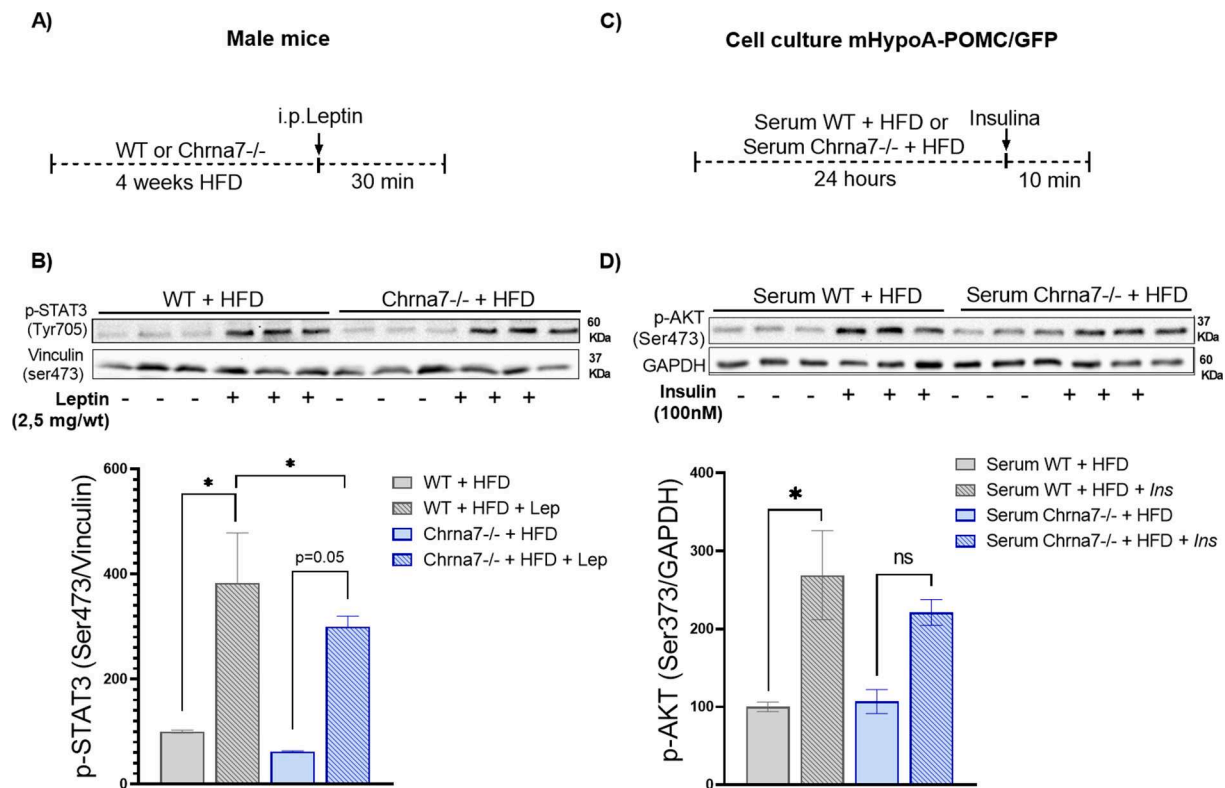 A)
Male mice
i.p.Leptin
WT or Chrna7-/-
4 weeks HFD
30 min
C)
Cell culture mHypoA-POMC/GFP
Serum WT + HFD or
Serum Chrna7-/- + HFD
Insulina
24 hours
10 min
B)
WT + HFD
Chrna7-/- + HFD
p-STAT3
(Tyr705)
60
KDa
Vinculin
(ser473)
37
KDa
Leptin - - - + + + - - - + + +
(2,5 mg/wt)
600
400
200
0
p-STAT3 (Ser473/Vinculin)
*
*
p=0.05
WT + HFD
WT + HFD + Lep
Chrna7-/- + HFD
Chrna7-/- + HFD + Lep
D)
Serum WT + HFD
Serum Chrna7-/- + HFD
p-AKT
(Ser473)
37
KDa
GAPDH
60
KDa
Insulin - - - + + + - - - + + +
(100nM)
400
300
200
100
0
p-AKT (Ser373/GAPDH)
*
ns
Serum WT + HFD
Serum WT + HFD + Ins
Serum Chrna7-/- + HFD
Serum Chrna7-/- + HFD + Ins